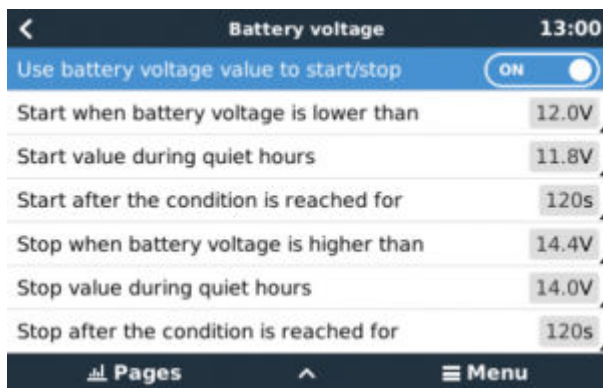 Battery voltage 13:00
Use battery voltage value to start/stop ON
Start when battery voltage is lower than 12.0V
Start value during quiet hours 11.8V
Start after the condition is reached for 120s
Stop when battery voltage is higher than 14.4V
Stop value during quiet hours 14.0V
Stop after the condition is reached for 120s
Pages Menu